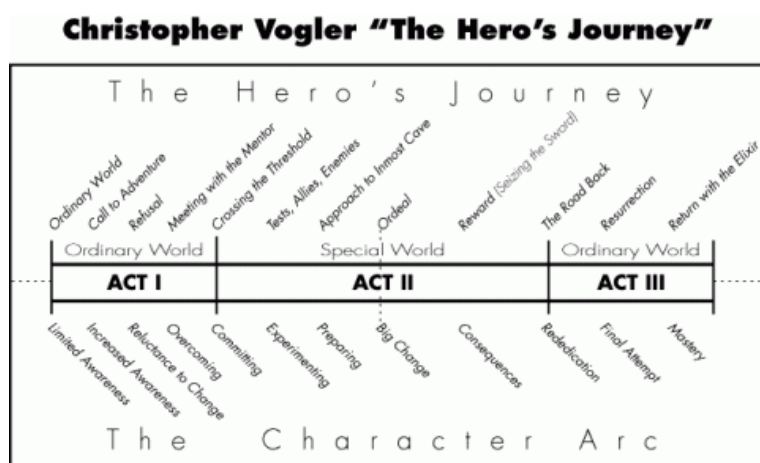 Christopher Vogler “The Hero’s Journey”
The Hero’s Journey
Ordinary World
Call to Adventure
Refusal
Meeting with the Mentor
Crossing the Threshold
Tests, Allies, Enemies
Approach to Inmost Cave
Ordeal
Reward (Seizing the Sword)
The Road Back
Resurrection
Return with the Elixir
Ordinary World Special World Ordinary World
ACT I ACT II ACT III
Limited Awareness
Increased Awareness
Reluctance to Change
Overcoming
Committing
Experimenting
Preparing
Big Change
Consequences
Rededication
Final Attempt
Mastery
The Character Arc